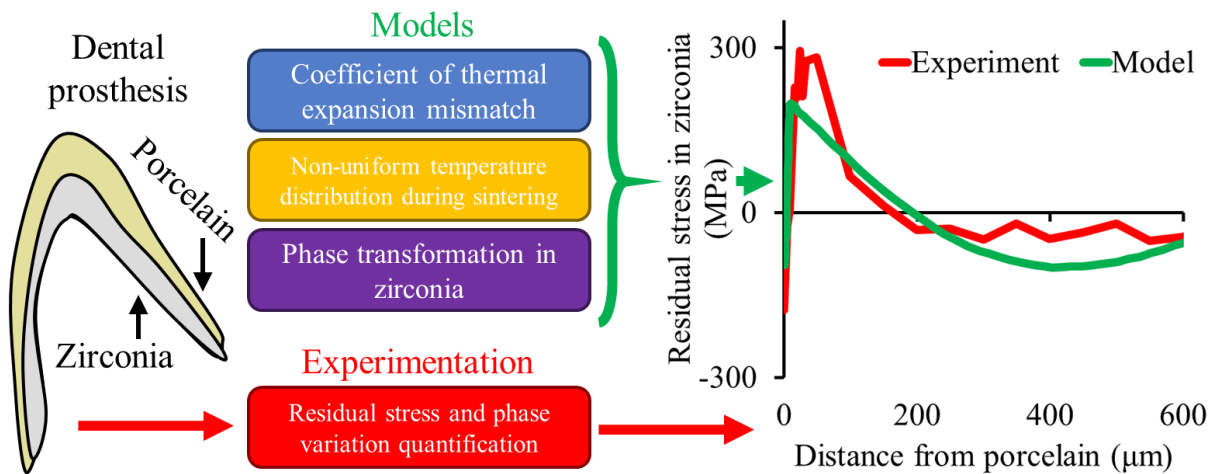 Dental
prosthesis
Porcelain
Zirconia
Models
Coefficient of thermal
expansion mismatch
Non-uniform temperature
distribution during sintering
Phase transformation in
zirconia
Experimentation
Residual stress and phase
variation quantification
Residual stress in zirconia
(MPa)
300
0
-300
Experiment
Model
0
200
400
600
Distance from porcelain (μm)